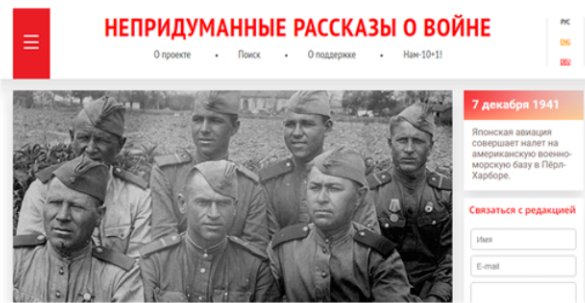 НЕПРИДУМАННЫЕ РАССКАЗЫ О ВОЙНЕ
РУС
ENG
DEU
О проекте • Поиск • О поддержке • Нам-10+1!
7 декабря 1941
Японская авиация
совершает налет на
американскую военно-
морскую базу в Пёрл-
Харборе.
Связаться с редакцией
Имя
E-mail